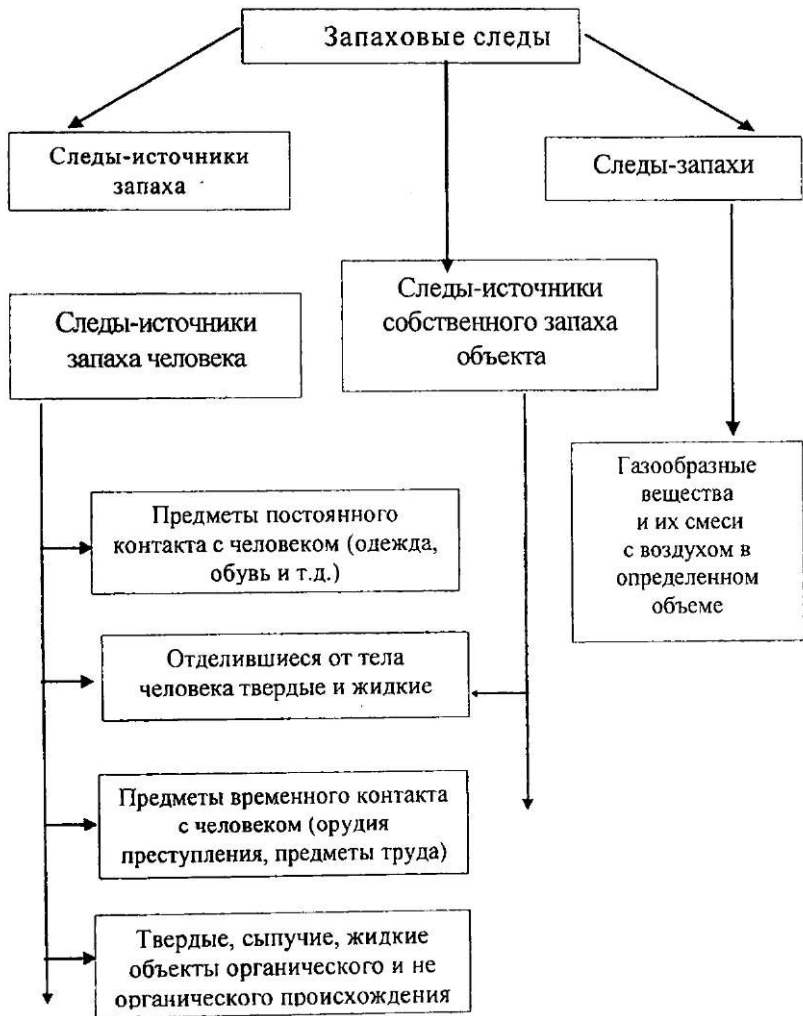 Запаховые следы
Следы-источники
запаха
Следы-запахи
Следы-источники
запаха человека
Следы-источники
собственного запаха
объекта
Газообразные
вещества
и их смеси
с воздухом в
определенном
объеме
Предметы постоянного
контакта с человеком (одежда,
обувь и т.д.)
Отделившиеся от тела
человека твердые и жидкие
Предметы временного контакта
с человеком (орудия
преступления, предметы труда)
Твердые, сыпучие, жидкие
объекты органического и не
органического происхождения